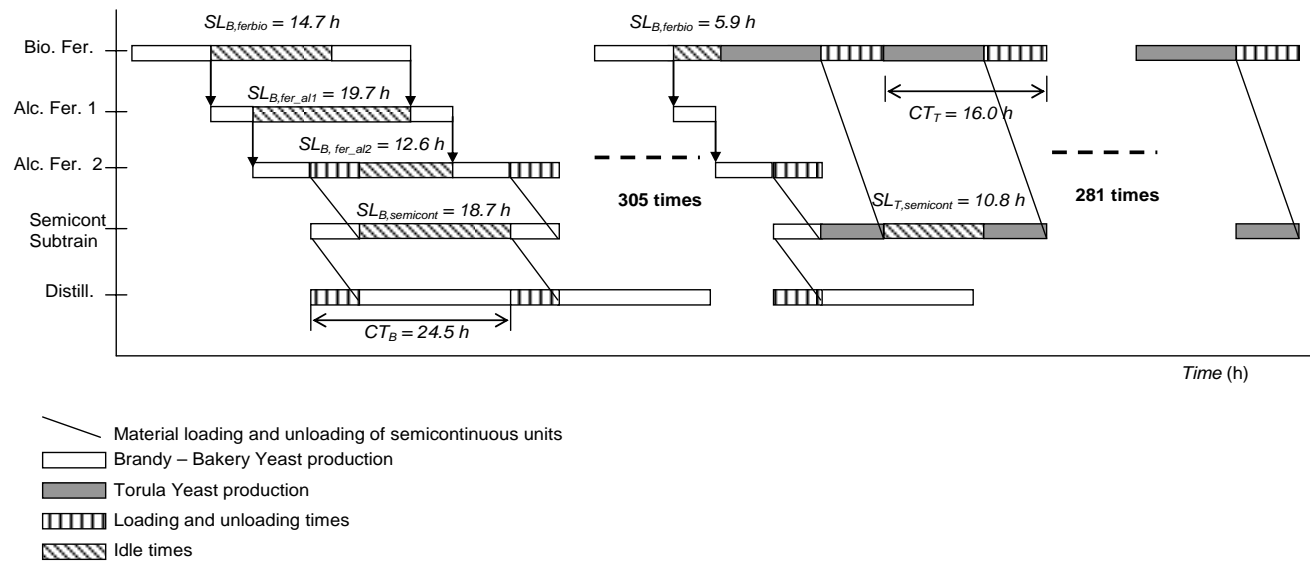 SL_B,ferbio = 14.7 h
SL_B,ferbio = 5.9 h
Bio. Fer.
SL_B,fer_al1 = 19.7 h
CT_T = 16.0 h
Alc. Fer. 1
SL_B, fer_al2 = 12.6 h
Alc. Fer. 2
305 times
281 times
SL_B,semicont = 18.7 h
SL_T,semicont = 10.8 h
Semicont
Subtrain
Distill.
CT_B = 24.5 h
Time (h)
Material loading and unloading of semicontinuous units
Brandy – Bakery Yeast production
Torula Yeast production
Loading and unloading times
Idle times